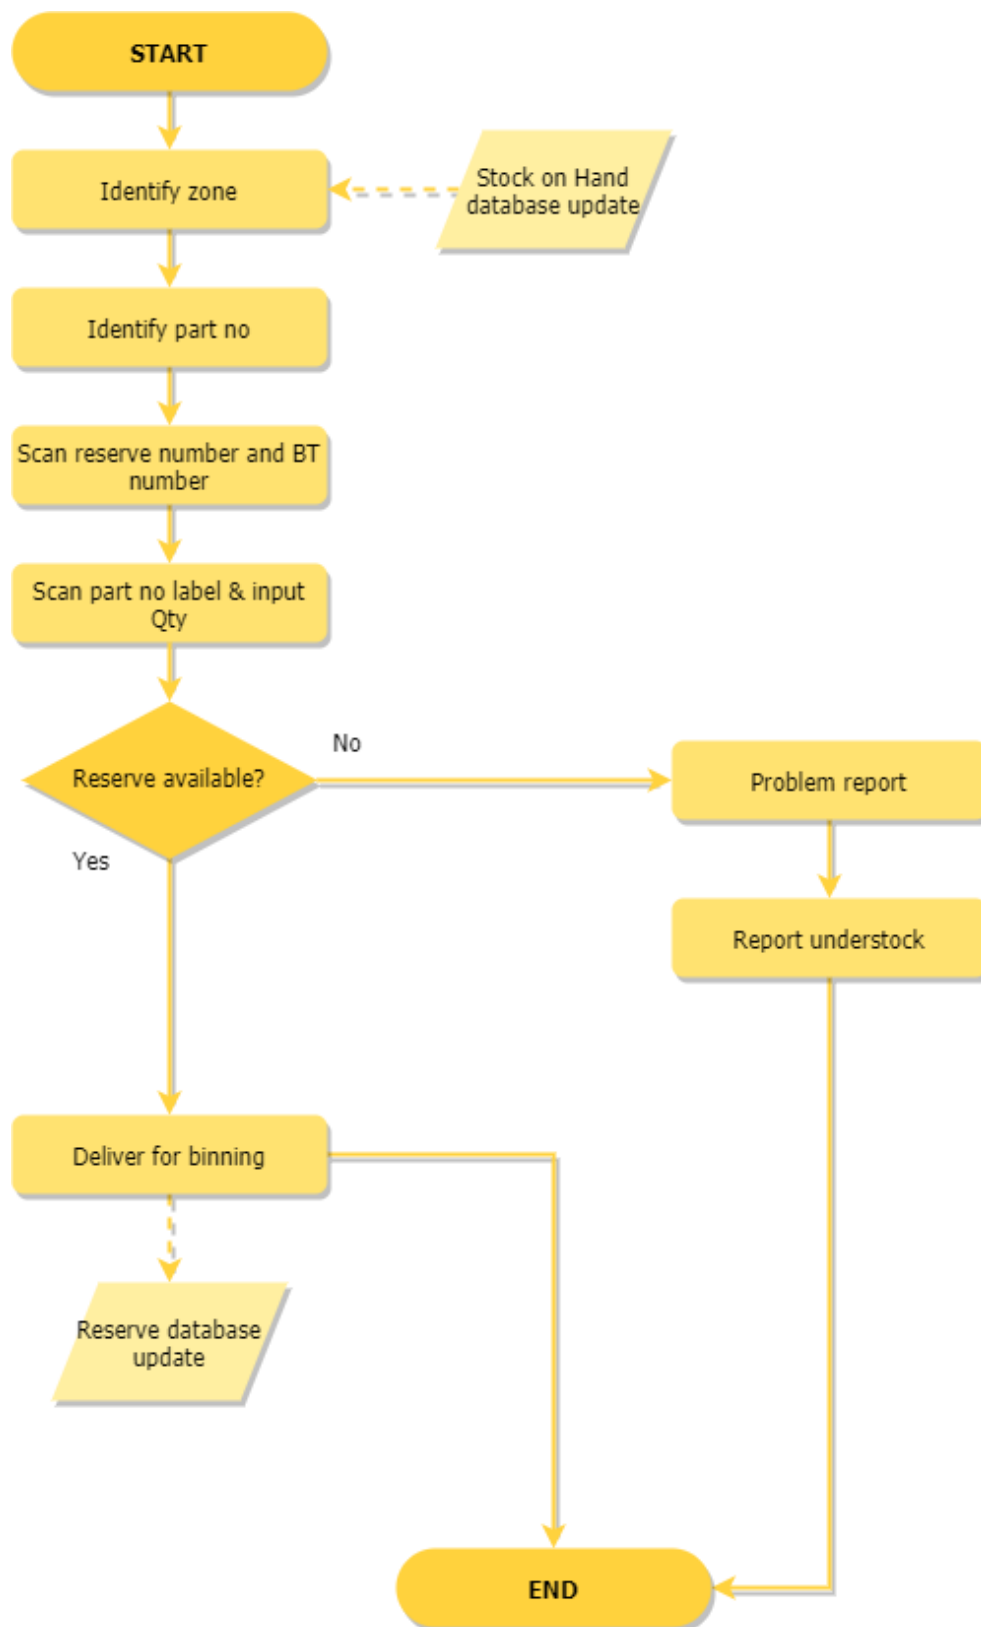 START
Identify zone
Stock on Hand
database update
Identify part no
Scan reserve number and BT
number
Scan part no label & input
Qty
Reserve available?
No
Yes
Problem report
Report understock
Deliver for binning
Reserve database
update
END